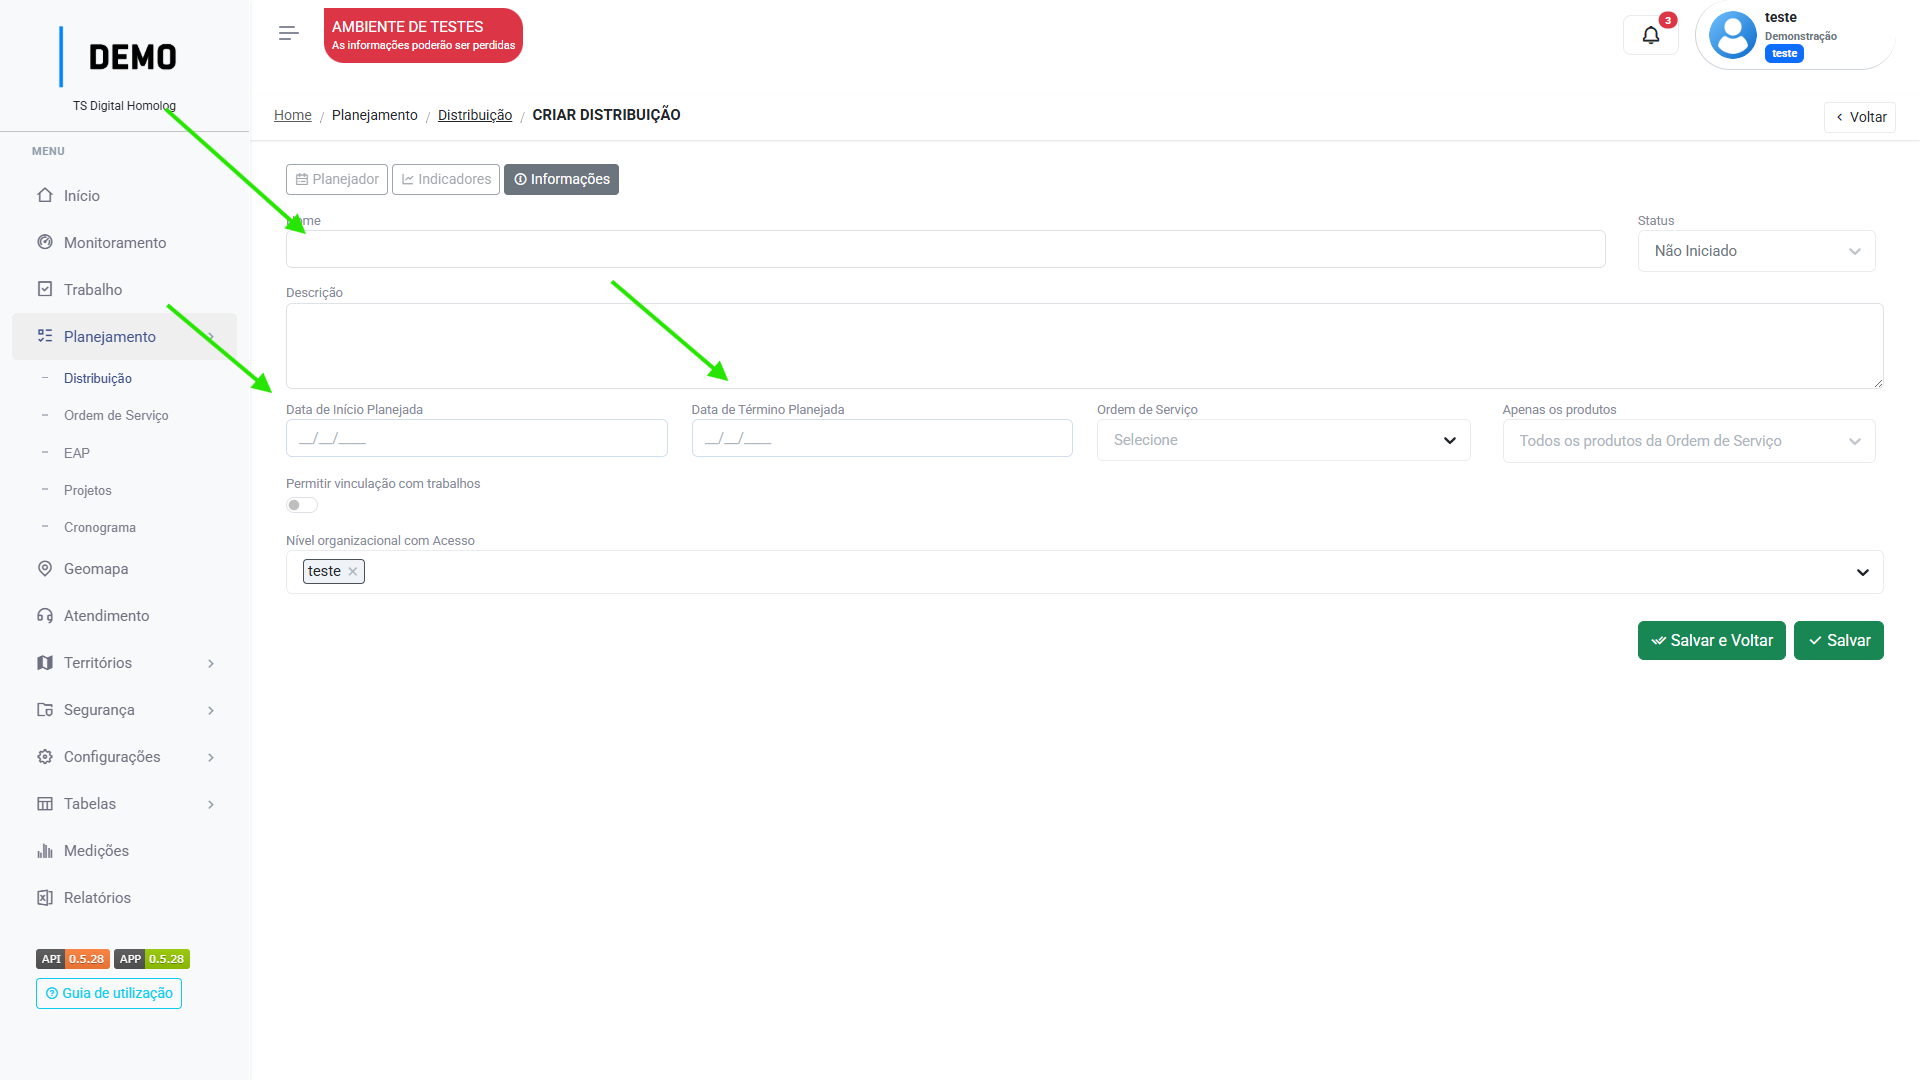 DEMO
TS Digital Homolog
AMBIENTE DE TESTES
As informações poderão ser perdidas
3
teste
Demonstração
teste
Home / Planejamento / Distribuição / CRIAR DISTRIBUIÇÃO
Voltar
MENU
Início
Monitoramento
Trabalho
Planejamento
Distribuição
Ordem de Serviço
EAP
Projetos
Cronograma
Geomapa
Atendimento
Territórios
Segurança
Configurações
Tabelas
Medições
Relatórios
API 0.5.28 APP 0.5.28
Guia de utilização
Planejador Indicadores Informações
Nome
Status
Não Iniciado
Descrição
Data de Início Planejada
__/__/____
Data de Término Planejada
__/__/____
Ordem de Serviço
Selecione
Apenas os produtos
Todos os produtos da Ordem de Serviço
Permitir vinculação com trabalhos
Nível organizacional com Acesso
teste
Salvar e Voltar
Salvar